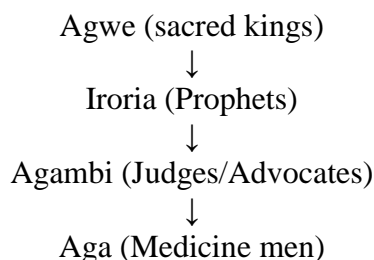 Agwe (sacred kings)
↓
Iroria (Prophets)
↓
Agambi (Judges/Advocates)
↓
Aga (Medicine men)